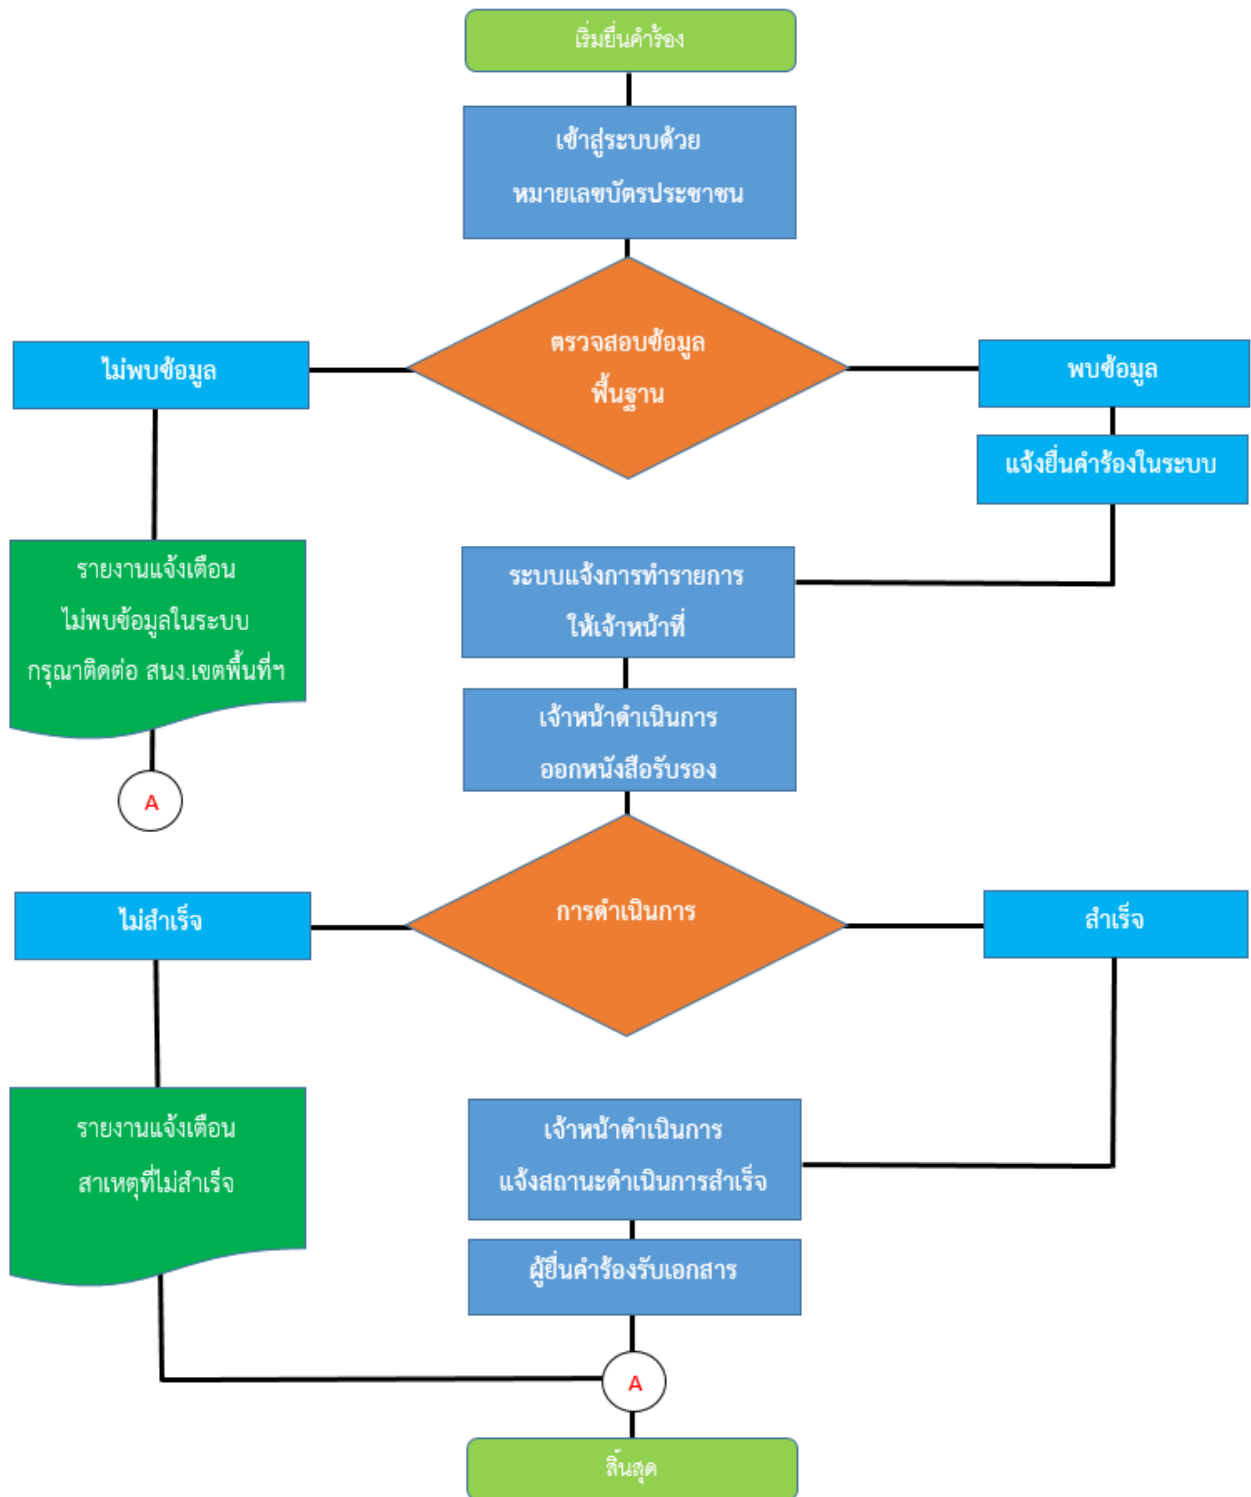 เริ่มยื่นคำร้อง
เข้าสู่ระบบด้วย
หมายเลขบัตรประชาชน
ตรวจสอบข้อมูล
พื้นฐาน
ไม่พบข้อมูล
พบข้อมูล
แจ้งยื่นคำร้องในระบบ
รายงานแจ้งเตือน
ไม่พบข้อมูลในระบบ
กรุณาติดต่อ สนง.เขตพื้นที่ฯ
A
ระบบแจ้งการทำรายการ
ให้เจ้าหน้าที่
เจ้าหน้าดำเนินการ
ออกหนังสือรับรอง
การดำเนินการ
ไม่สำเร็จ
สำเร็จ
รายงานแจ้งเตือน
สาเหตุที่ไม่สำเร็จ
เจ้าหน้าดำเนินการ
แจ้งสถานะดำเนินการสำเร็จ
ผู้ยื่นคำร้องรับเอกสาร
A
สิ้นสุด